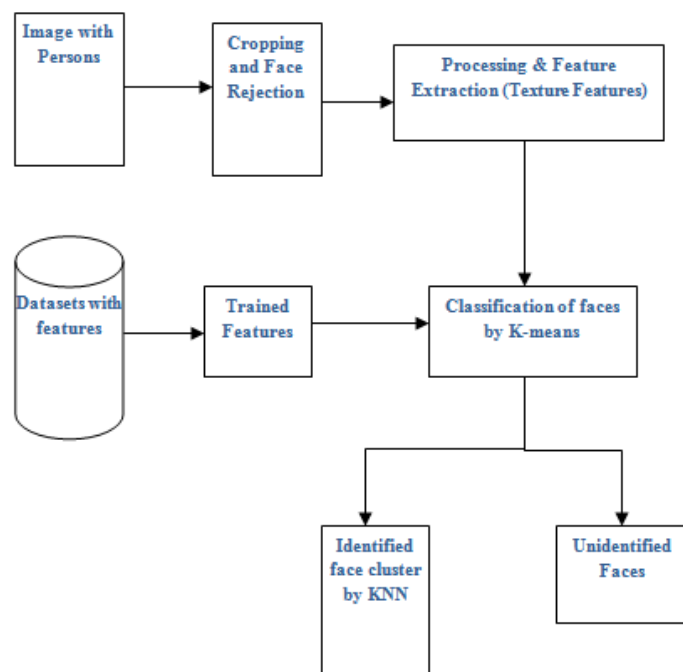 Image with
Persons
Cropping
and Face
Rejection
Processing & Feature
Extraction (Texture Features)
Datasets with
features
Trained
Features
Classification of faces
by K-means
Identified
face cluster
by KNN
Unidentified
Faces